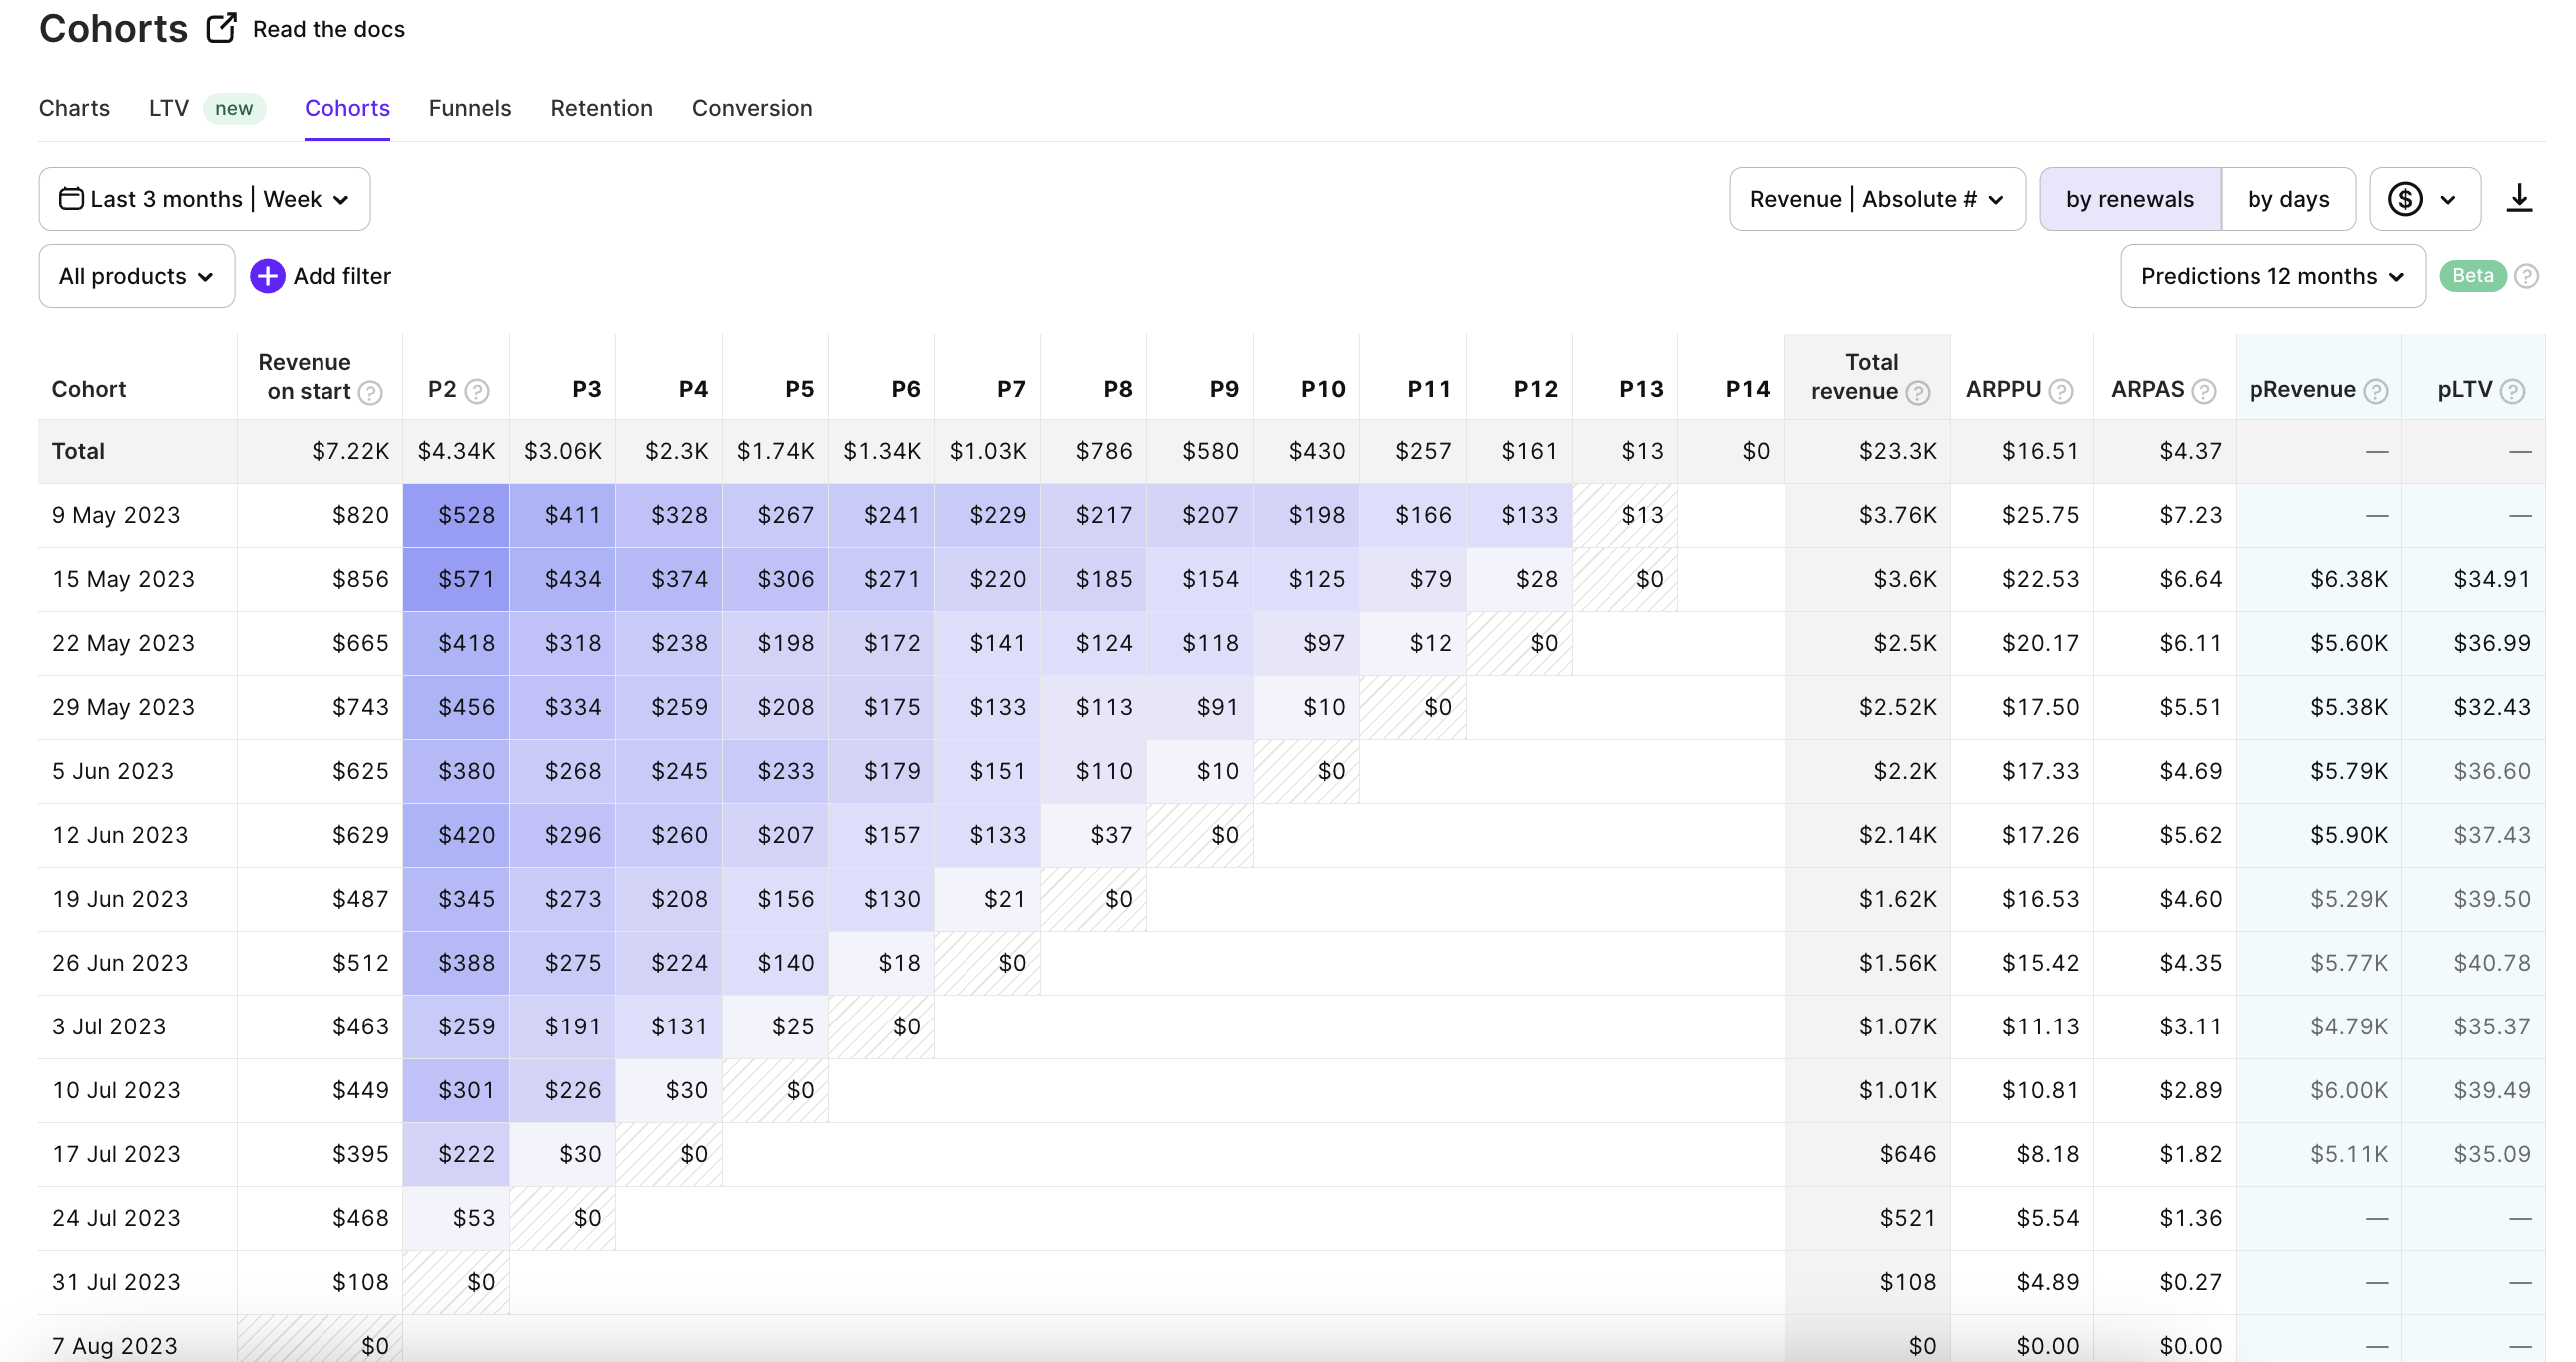 Cohorts Read the docs
Charts LTV new Cohorts Funnels Retention Conversion
Last 3 months | Week Revenue | Absolute # by renewals by days $
All products + Add filter Predictions 12 months Beta ?
Cohort Revenue on start ? P2 ? P3 P4 P5 P6 P7 P8 P9 P10 P11 P12 P13 P14 Total revenue ? ARPPU ? ARPAS ? pRevenue ? pLTV ?
Total $7.22K $4.34K $3.06K $2.3K $1.74K $1.34K $1.03K $786 $580 $430 $257 $161 $13 $0 $23.3K $16.51 $4.37 — —
9 May 2023 $820 $528 $411 $328 $267 $241 $229 $217 $207 $198 $166 $133 $13 $3.76K $25.75 $7.23 — —
15 May 2023 $856 $571 $434 $374 $306 $271 $220 $185 $154 $125 $79 $28 $0 $3.6K $22.53 $6.64 $6.38K $34.91
22 May 2023 $665 $418 $318 $238 $198 $172 $141 $124 $118 $97 $12 $0 $2.5K $20.17 $6.11 $5.60K $36.99
29 May 2023 $743 $456 $334 $259 $208 $175 $133 $113 $91 $10 $0 $2.52K $17.50 $5.51 $5.38K $32.43
5 Jun 2023 $625 $380 $268 $245 $233 $179 $151 $110 $10 $0 $2.2K $17.33 $4.69 $5.79K $36.60
12 Jun 2023 $629 $420 $296 $260 $207 $157 $133 $37 $0 $2.14K $17.26 $5.62 $5.90K $37.43
19 Jun 2023 $487 $345 $273 $208 $156 $130 $21 $0 $1.62K $16.53 $4.60 $5.29K $39.50
26 Jun 2023 $512 $388 $275 $224 $140 $18 $0 $1.56K $15.42 $4.35 $5.77K $40.78
3 Jul 2023 $463 $259 $191 $131 $25 $0 $1.07K $11.13 $3.11 $4.79K $35.37
10 Jul 2023 $449 $301 $226 $30 $0 $1.01K $10.81 $2.89 $6.00K $39.49
17 Jul 2023 $395 $222 $30 $0 $646 $8.18 $1.82 $5.11K $35.09
24 Jul 2023 $468 $53 $0 $521 $5.54 $1.36 — —
31 Jul 2023 $108 $0 $108 $4.89 $0.27 — —
7 Aug 2023 $0 $0 $0.00 $0.00 — —